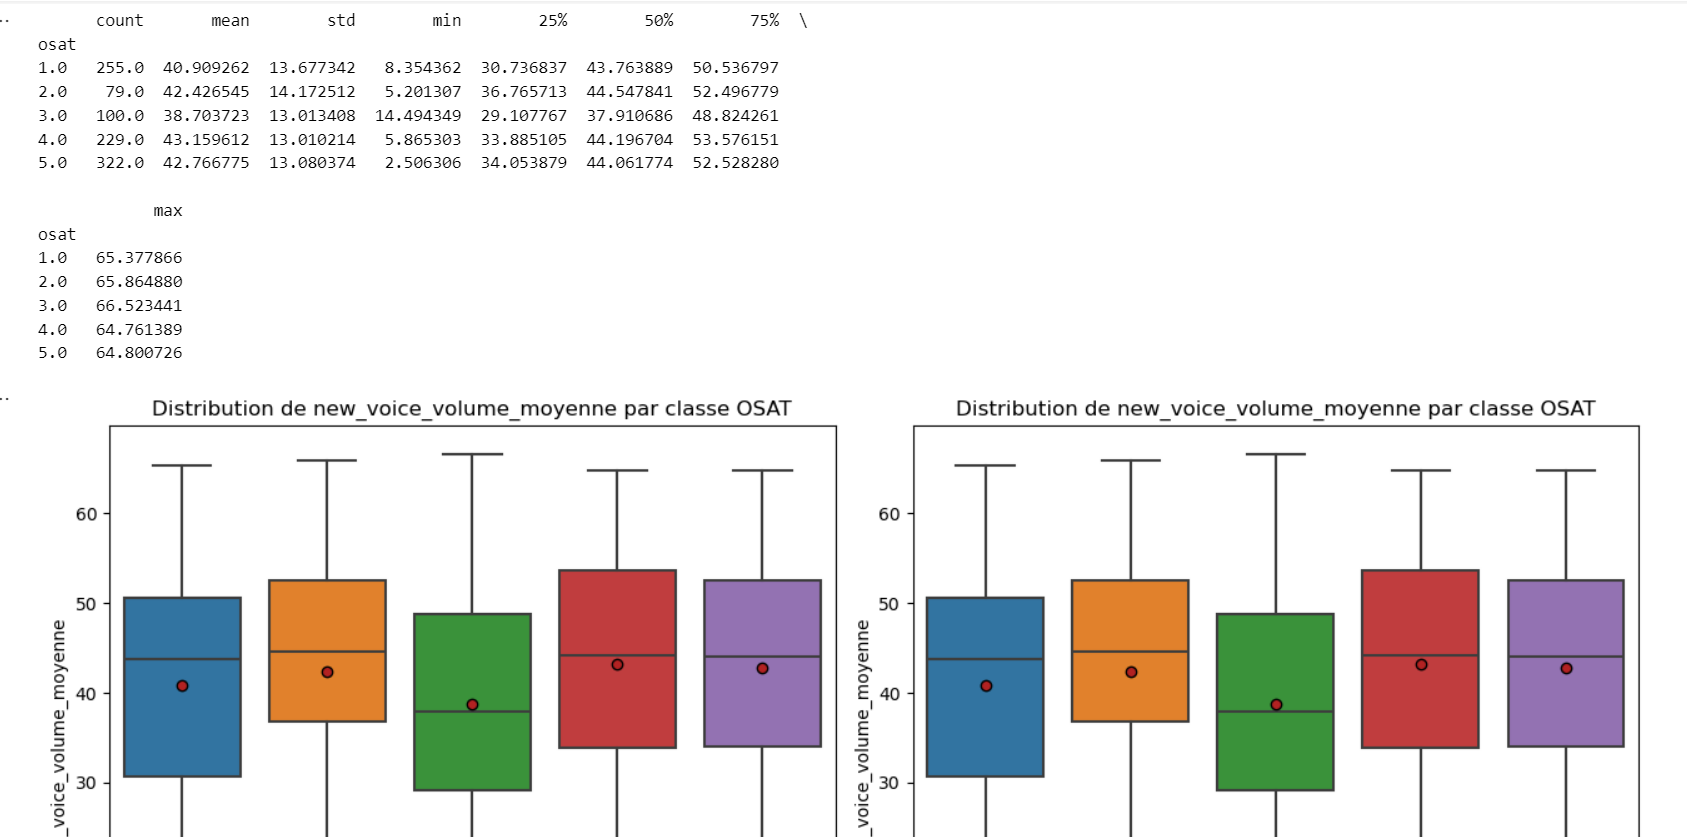 count mean std min 25% 50% 75% \
osat
1.0 255.0 40.909262 13.677342 8.354362 30.736837 43.763889 50.536797
2.0 79.0 42.426545 14.172512 5.201307 36.765713 44.547841 52.496779
3.0 100.0 38.703723 13.013408 14.494349 29.107767 37.910686 48.824261
4.0 229.0 43.159612 13.010214 5.865303 33.885105 44.196704 53.576151
5.0 322.0 42.766775 13.080374 2.506306 34.053879 44.061774 52.528280
max
osat
1.0 65.377866
2.0 65.864880
3.0 66.523441
4.0 64.761389
5.0 64.800726
Distribution de new_voice_volume_moyenne par classe OSAT
60
50
40
30
_voice_volume_moyenne
Distribution de new_voice_volume_moyenne par classe OSAT
60
50
40
30
_voice_volume_moyenne